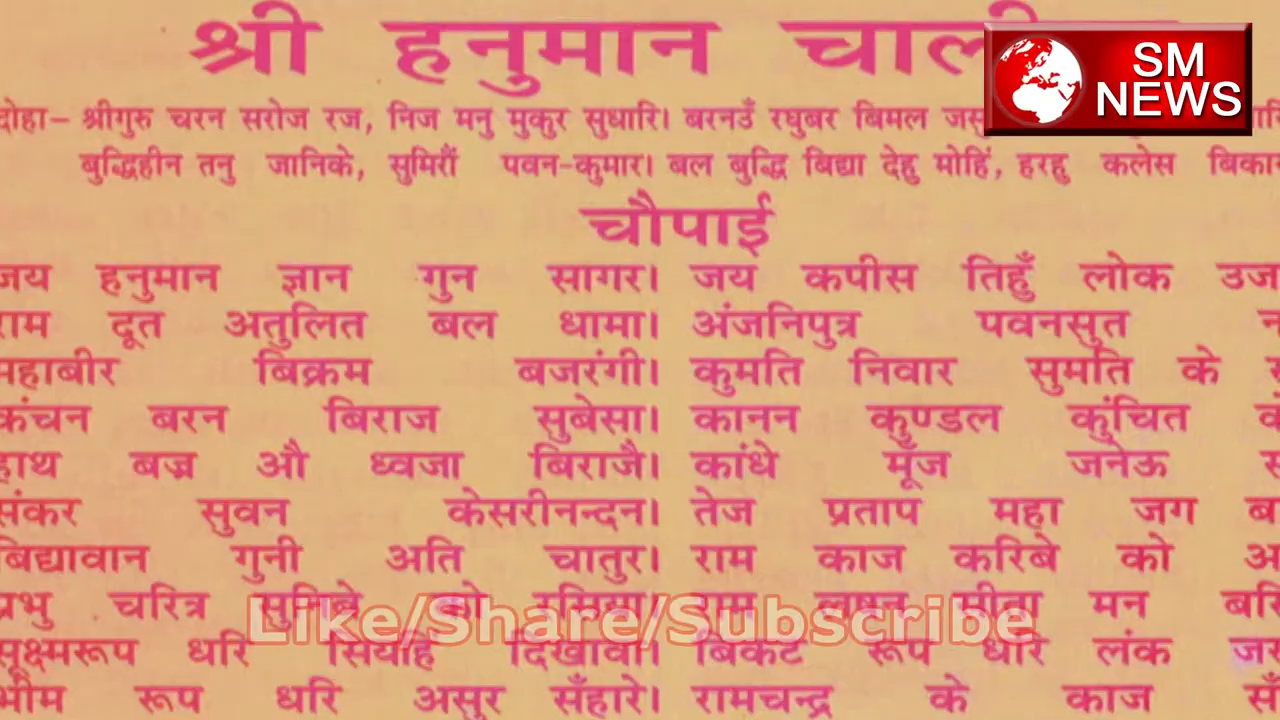 श्री हनुमान
SM
NEWS
दोहा– श्रीगुरु चरन सरोज रज, निज मनु मुकुर सुधारि। बरनउँ रघुबर बिमल
बुद्धिहीन तनु जानिके, सुमिरौं पवन-कुमार। बल बुद्धि बिद्या देहु मोहिं, हरहु कलेस बिकार
चौपाई
जय हनुमान ज्ञान गुन सागर। जय कपीस तिहुँ लोक
राम दूत अतुलित बल धामा। अंजनिपुत्र पवनसुत
महाबीर बिक्रम बजरंगी। कुमति निवार सुमति के
कंचन बरन बिराज सुबेसा। कानन कुण्डल कुंचित
हाथ बज्र औ ध्वजा बिराजै। कांधे मूँज जनेऊ
संकर सुवन केसरीनन्दन। तेज प्रताप महा जग
बिद्यावान गुनी अति चातुर। राम काज करिबे को
प्रभु चरित्र सुनिबे को रसिया। राम लषन सीता मन
Like/Share/Subscribe
सूक्ष्मरूप धरि सियहिं दिखावा। बिकट रूप धरि लंक
भीम रूप धरि असुर सँहारे। रामचन्द्र के काज